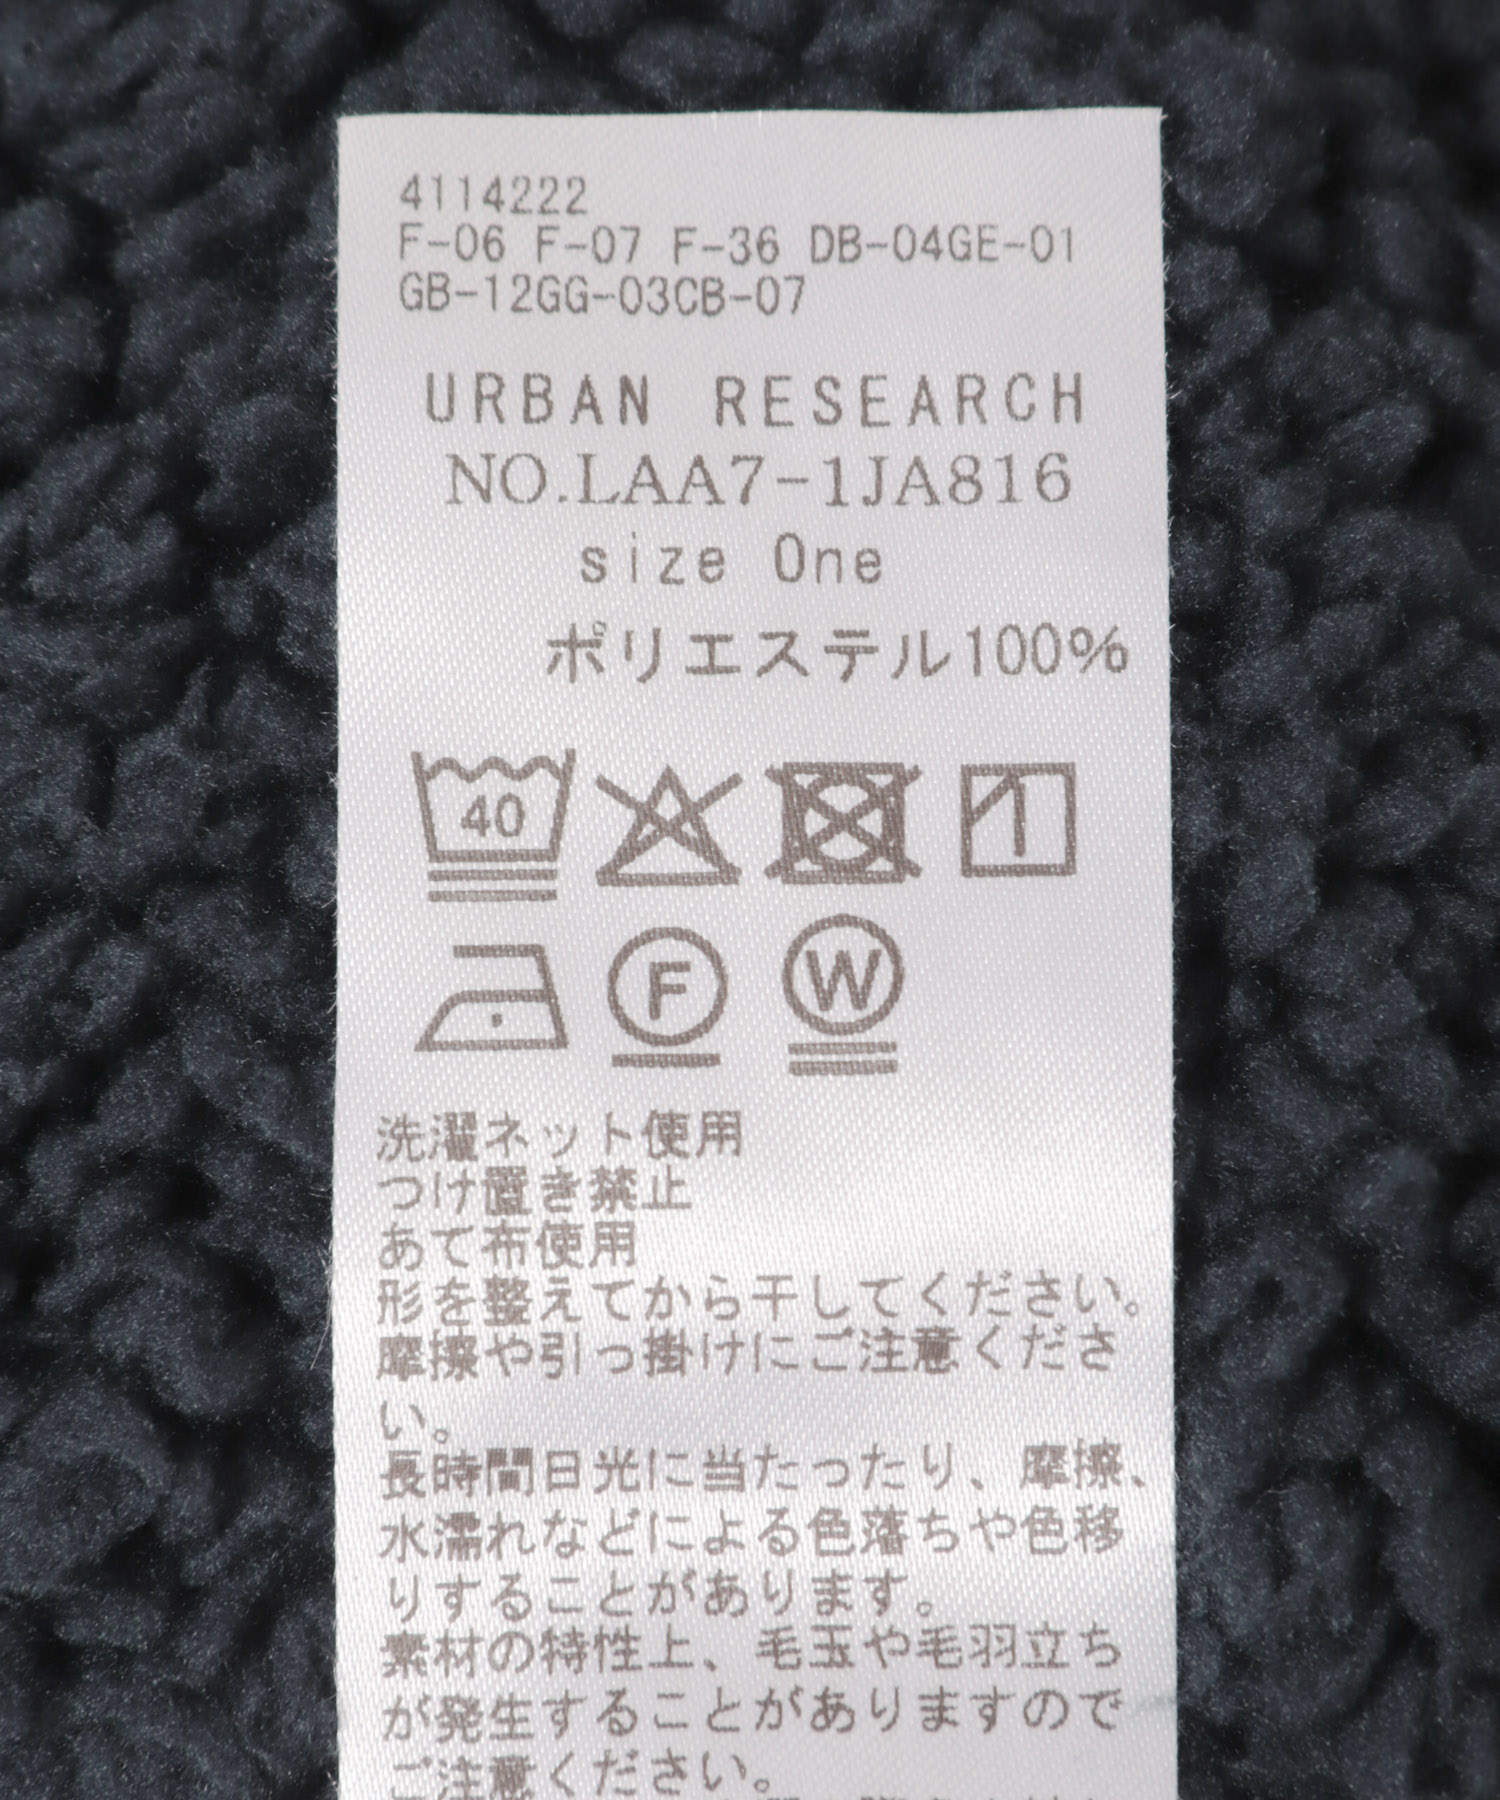 4114222
F-06 F-07 F-36 DB-04GE-01
GB-12GG-03CB-07
URBAN RESEARCH
NO.LAA7-1JA816
size One
ポリエステル100%
40
F
W
洗濯ネット使用
つけ置き禁止
あて布使用
形を整えてから干してください。
摩擦や引っ掛けにご注意くださ
い。
長時間日光に当たったり、摩擦、
水濡れなどによる色落ちや色移
りすることがあります。
素材の特性上、毛玉や毛羽立ち
が発生することがありますので
ご注意ください。